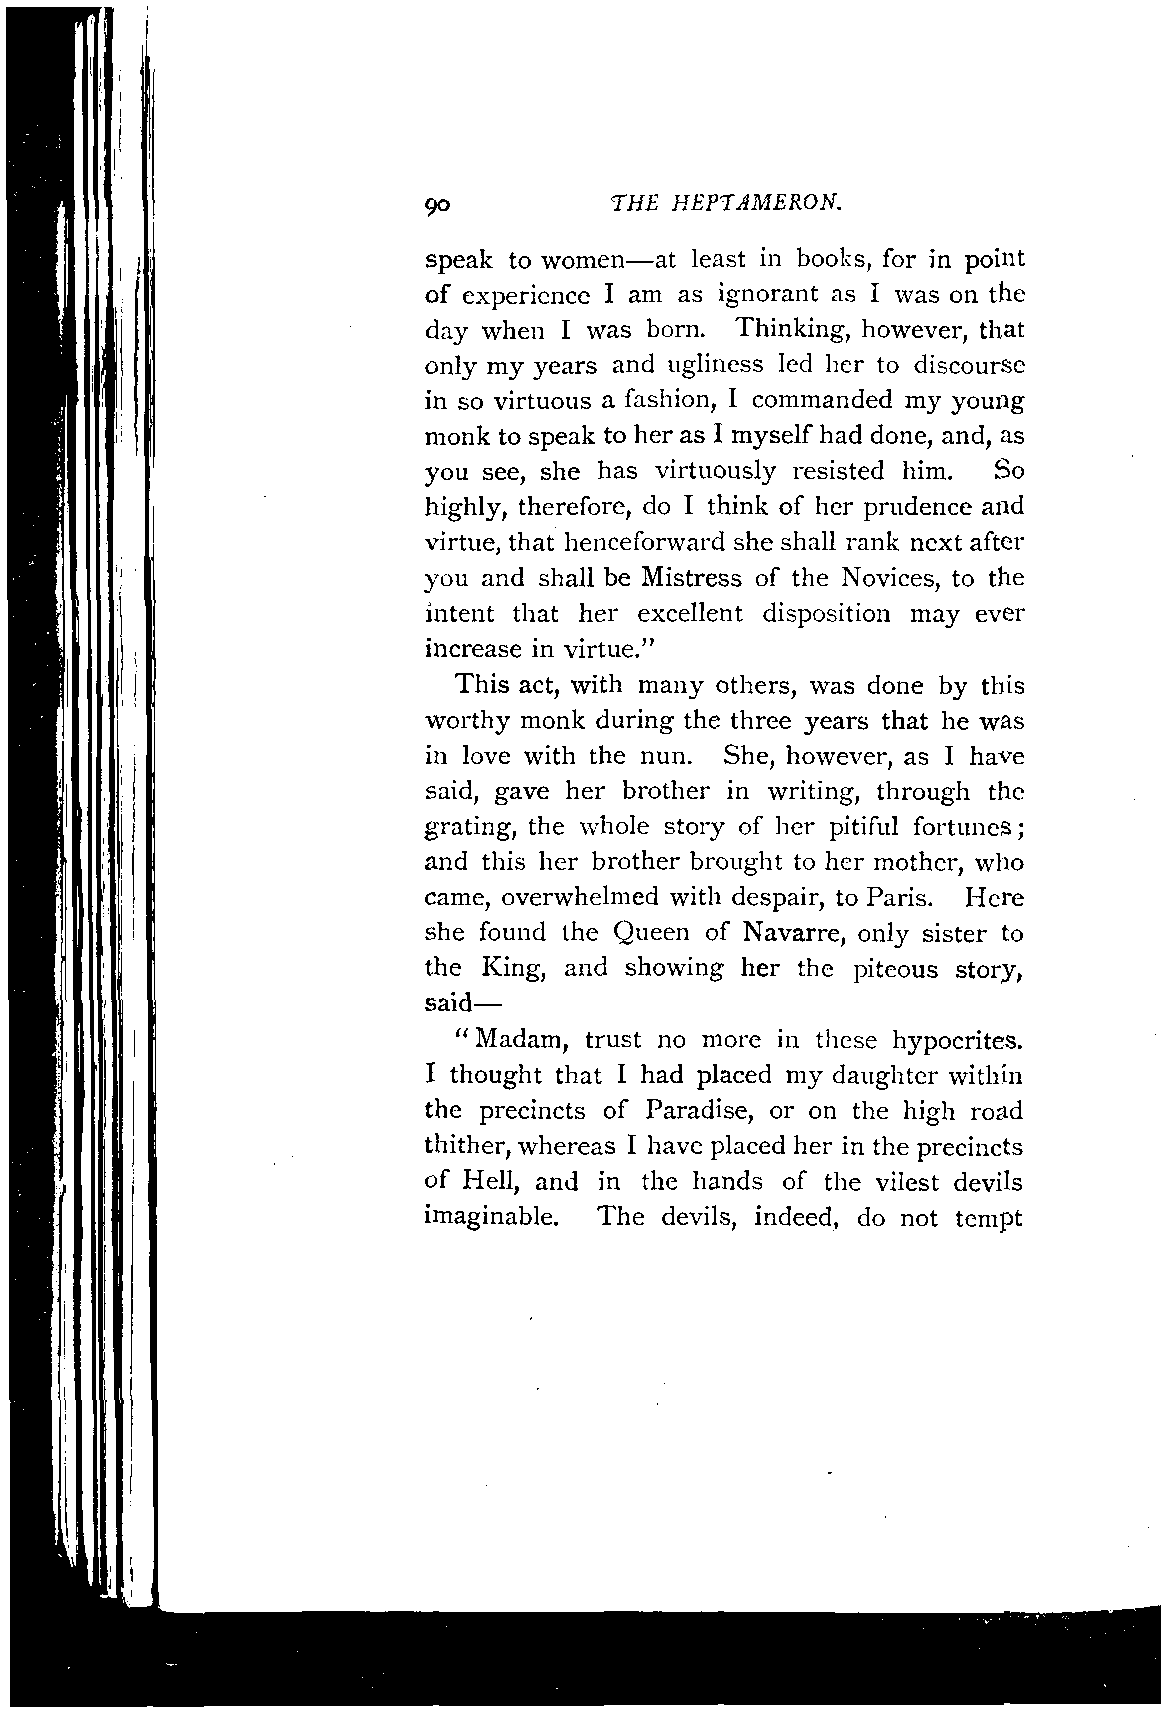 90 THE HEPTAMERON.
speak to women—at least in books, for in point
of experience I am as ignorant as I was on the
day when I was born. Thinking, however, that
only my years and ugliness led her to discourse
in so virtuous a fashion, I commanded my young
monk to speak to her as I myself had done, and, as
you see, she has virtuously resisted him. So
highly, therefore, do I think of her prudence and
virtue, that henceforward she shall rank next after
you and shall be Mistress of the Novices, to the
intent that her excellent disposition may ever
increase in virtue."
This act, with many others, was done by this
worthy monk during the three years that he was
in love with the nun. She, however, as I have
said, gave her brother in writing, through the
grating, the whole story of her pitiful fortunes;
and this her brother brought to her mother, who
came, overwhelmed with despair, to Paris. Here
she found the Queen of Navarre, only sister to
the King, and showing her the piteous story,
said—
"Madam, trust no more in these hypocrites.
I thought that I had placed my daughter within
the precincts of Paradise, or on the high road
thither, whereas I have placed her in the precincts
of Hell, and in the hands of the vilest devils
imaginable. The devils, indeed, do not tempt